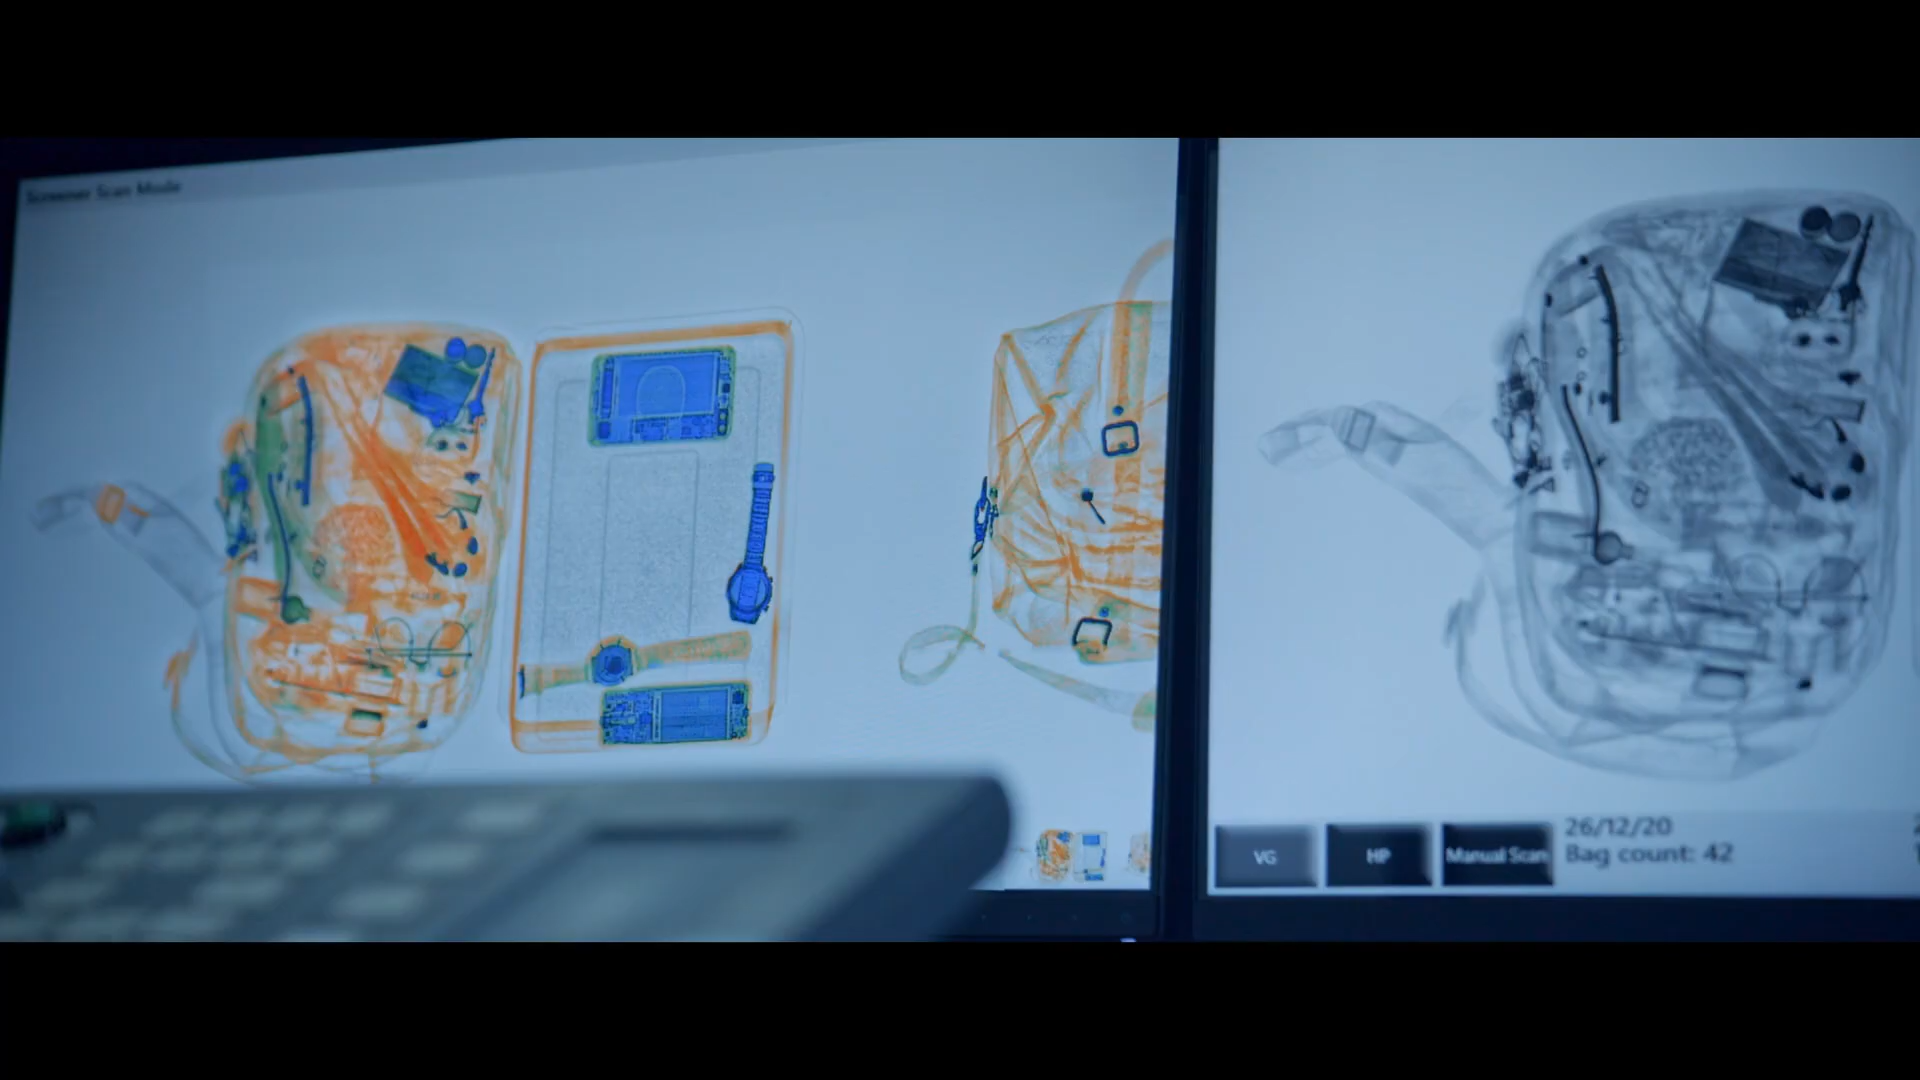 Screener Scan Mode
VG
HP
Manual Scan
26/12/20
Bag count: 42